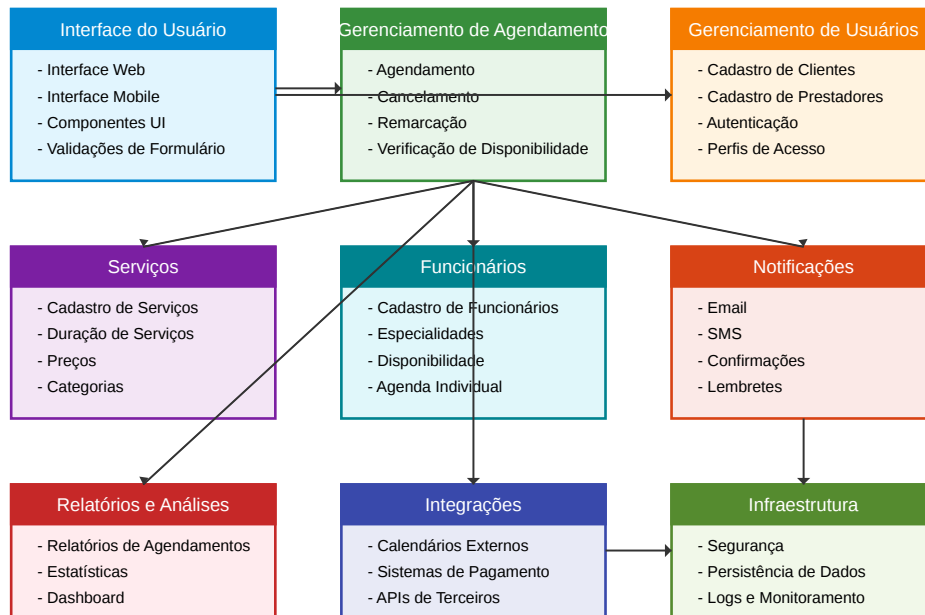 Interface do Usuário
- Interface Web
- Interface Mobile
- Componentes UI
- Validações de Formulário
Gerenciamento de Agendamento
- Agendamento
- Cancelamento
- Remarcação
- Verificação de Disponibilidade
Gerenciamento de Usuários
- Cadastro de Clientes
- Cadastro de Prestadores
- Autenticação
- Perfis de Acesso
Serviços
- Cadastro de Serviços
- Duração de Serviços
- Preços
- Categorias
Funcionários
- Cadastro de Funcionários
- Especialidades
- Disponibilidade
- Agenda Individual
Notificações
- Email
- SMS
- Confirmações
- Lembretes
Relatórios e Análises
- Relatórios de Agendamentos
- Estatísticas
- Dashboard
Integrações
- Calendários Externos
- Sistemas de Pagamento
- APIs de Terceiros
Infraestrutura
- Segurança
- Persistência de Dados
- Logs e Monitoramento